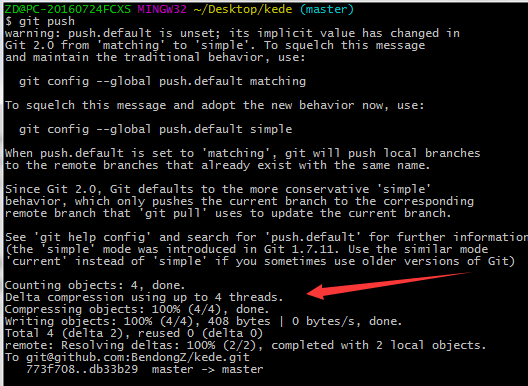 ZD@PC-20160724FCXS MINGW32 ~/Desktop/kede (master)
$ git push
warning: push.default is unset; its implicit value has changed in
Git 2.0 from 'matching' to 'simple'. To squelch this message
and maintain the traditional behavior, use:
git config --global push.default matching
To squelch this message and adopt the new behavior now, use:
git config --global push.default simple
When push.default is set to 'matching', git will push local branches
to the remote branches that already exist with the same name.
Since Git 2.0, Git defaults to the more conservative 'simple'
behavior, which only pushes the current branch to the corresponding
remote branch that 'git pull' uses to update the current branch.
See 'git help config' and search for 'push.default' for further information
(the 'simple' mode was introduced in Git 1.7.11. Use the similar mode
'current' instead of 'simple' if you sometimes use older versions of Git)
Counting objects: 4, done.
Delta compression using up to 4 threads.
Compressing objects: 100% (4/4), done.
Writing objects: 100% (4/4), 408 bytes | 0 bytes/s, done.
Total 4 (delta 2), reused 0 (delta 0)
remote: Resolving deltas: 100% (2/2), completed with 2 local objects.
To git@github.com:BendongZ/kede.git
773f708..db33b29  master -> master